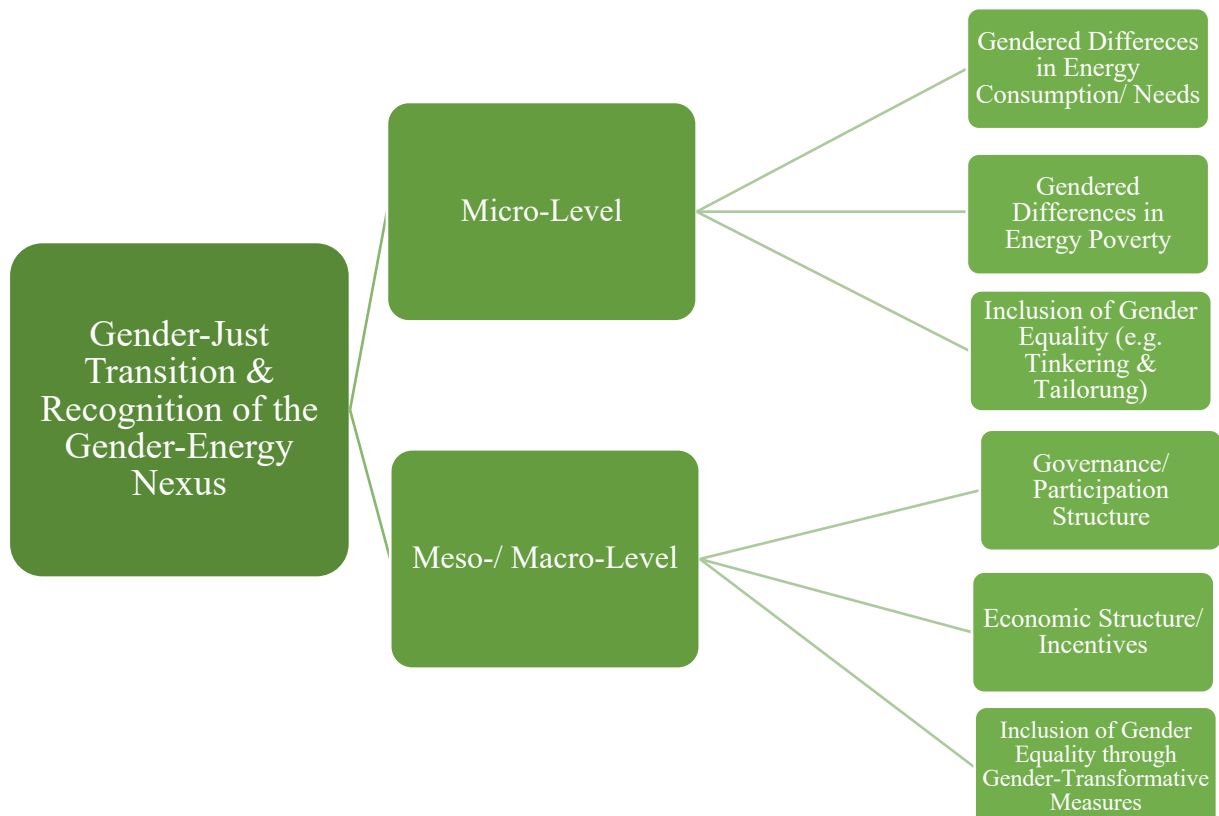 Gender-Just
Transition &
Recognition of the
Gender-Energy
Nexus
Micro-Level
Gendered Differeces
in Energy
Consumption/ Needs
Gendered
Differences in
Energy Poverty
Inclusion of Gender
Equality (e.g.
Tinkering &
Tailorung)
Meso-/ Macro-Level
Governance/
Participation
Structure
Economic Structure/
Incentives
Inclusion of Gender
Equality through
Gender-Transformative
Measures